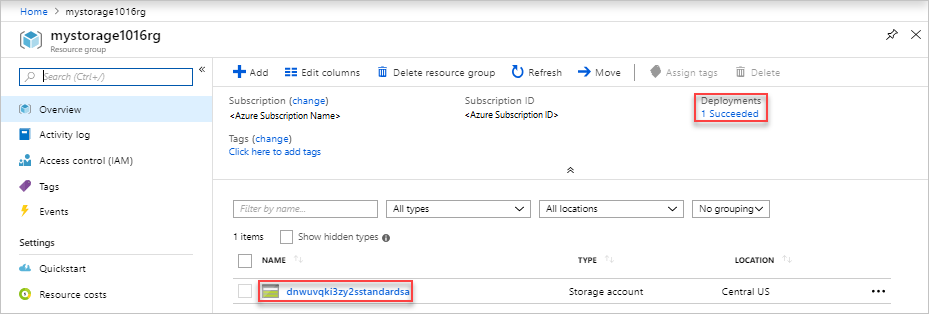 Home > mystorage1016rg
mystorage1016rg
Resource group
Search (Ctrl+/)
Overview
Activity log
Access control (IAM)
Tags
Events
Settings
Quickstart
Resource costs
Add Edit columns Delete resource group Refresh Move Assign tags Delete
Subscription (change) Subscription ID Deployments
<Azure Subscription Name> <Azure Subscription ID> 1 Succeeded
Tags (change)
Click here to add tags
Filter by name... All types All locations No grouping
1 items Show hidden types
NAME TYPE LOCATION
dnwuvqki3zy2sstandardsa Storage account Central US